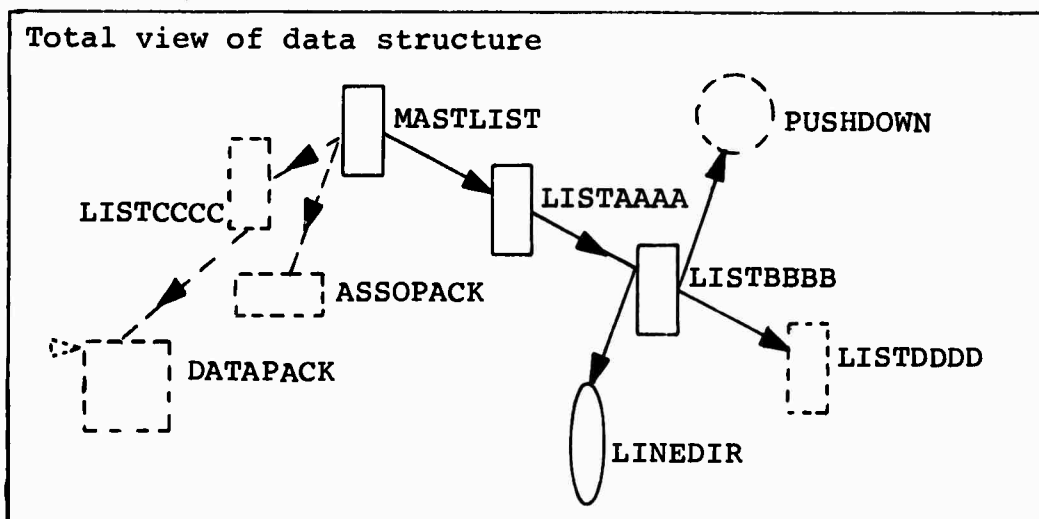 Total view of data structure
MASTLIST
PUSHDOWN
LISTAAAA
LISTCCCC
LISTBBBB
ASSOPACK
LISTDDDD
DATAPACK
LINEDIR